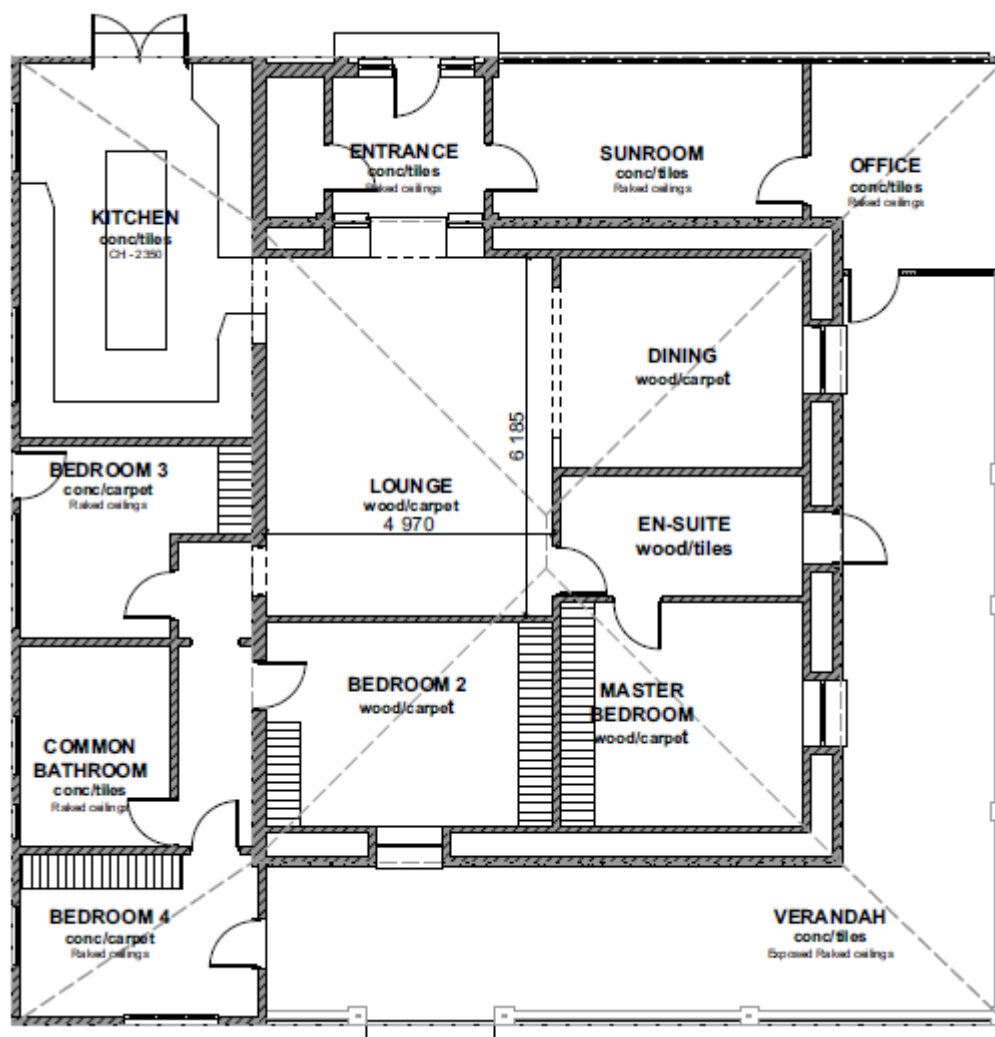 ENTRANCE
conc/tiles
Raked ceilings
SUNROOM
conc/tiles
Raked ceilings
OFFICE
conc/tiles
Raked ceilings
KITCHEN
conc/tiles
CH - 2350
DINING
wood/carpet
6 185
BEDROOM 3
conc/carpet
Raked ceilings
LOUNGE
wood/carpet
4 970
EN-SUITE
wood/tiles
BEDROOM 2
wood/carpet
MASTER
BEDROOM
wood/carpet
COMMON
BATHROOM
conc/tiles
Raked ceilings
BEDROOM 4
conc/carpet
Raked ceilings
VERANDAH
conc/tiles
Exposed Raked ceilings